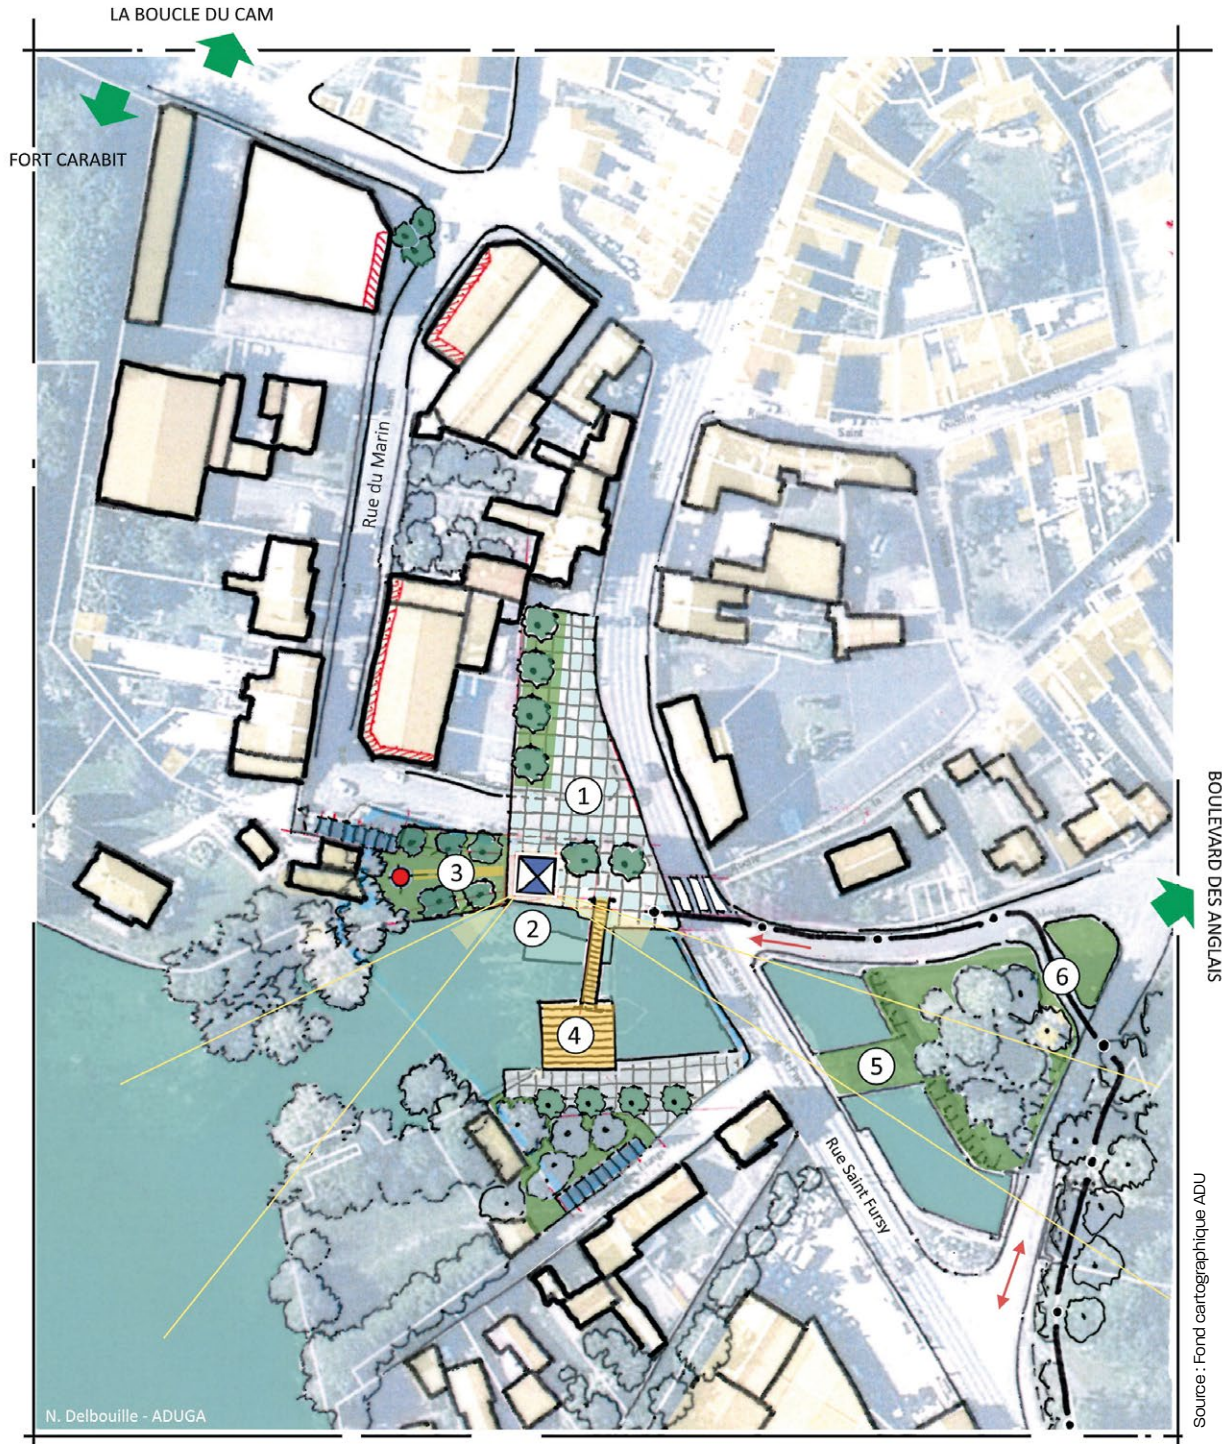 LA BOUCLE DU CAM
FORT CARABIT
Rue du Marin
Saint
1
BOULEVARD DES ANGLAIS
3
2
6
4
5
Rue Saint Fursy
Source : Fond cartographique ADU
N. Delbouille - ADUGA